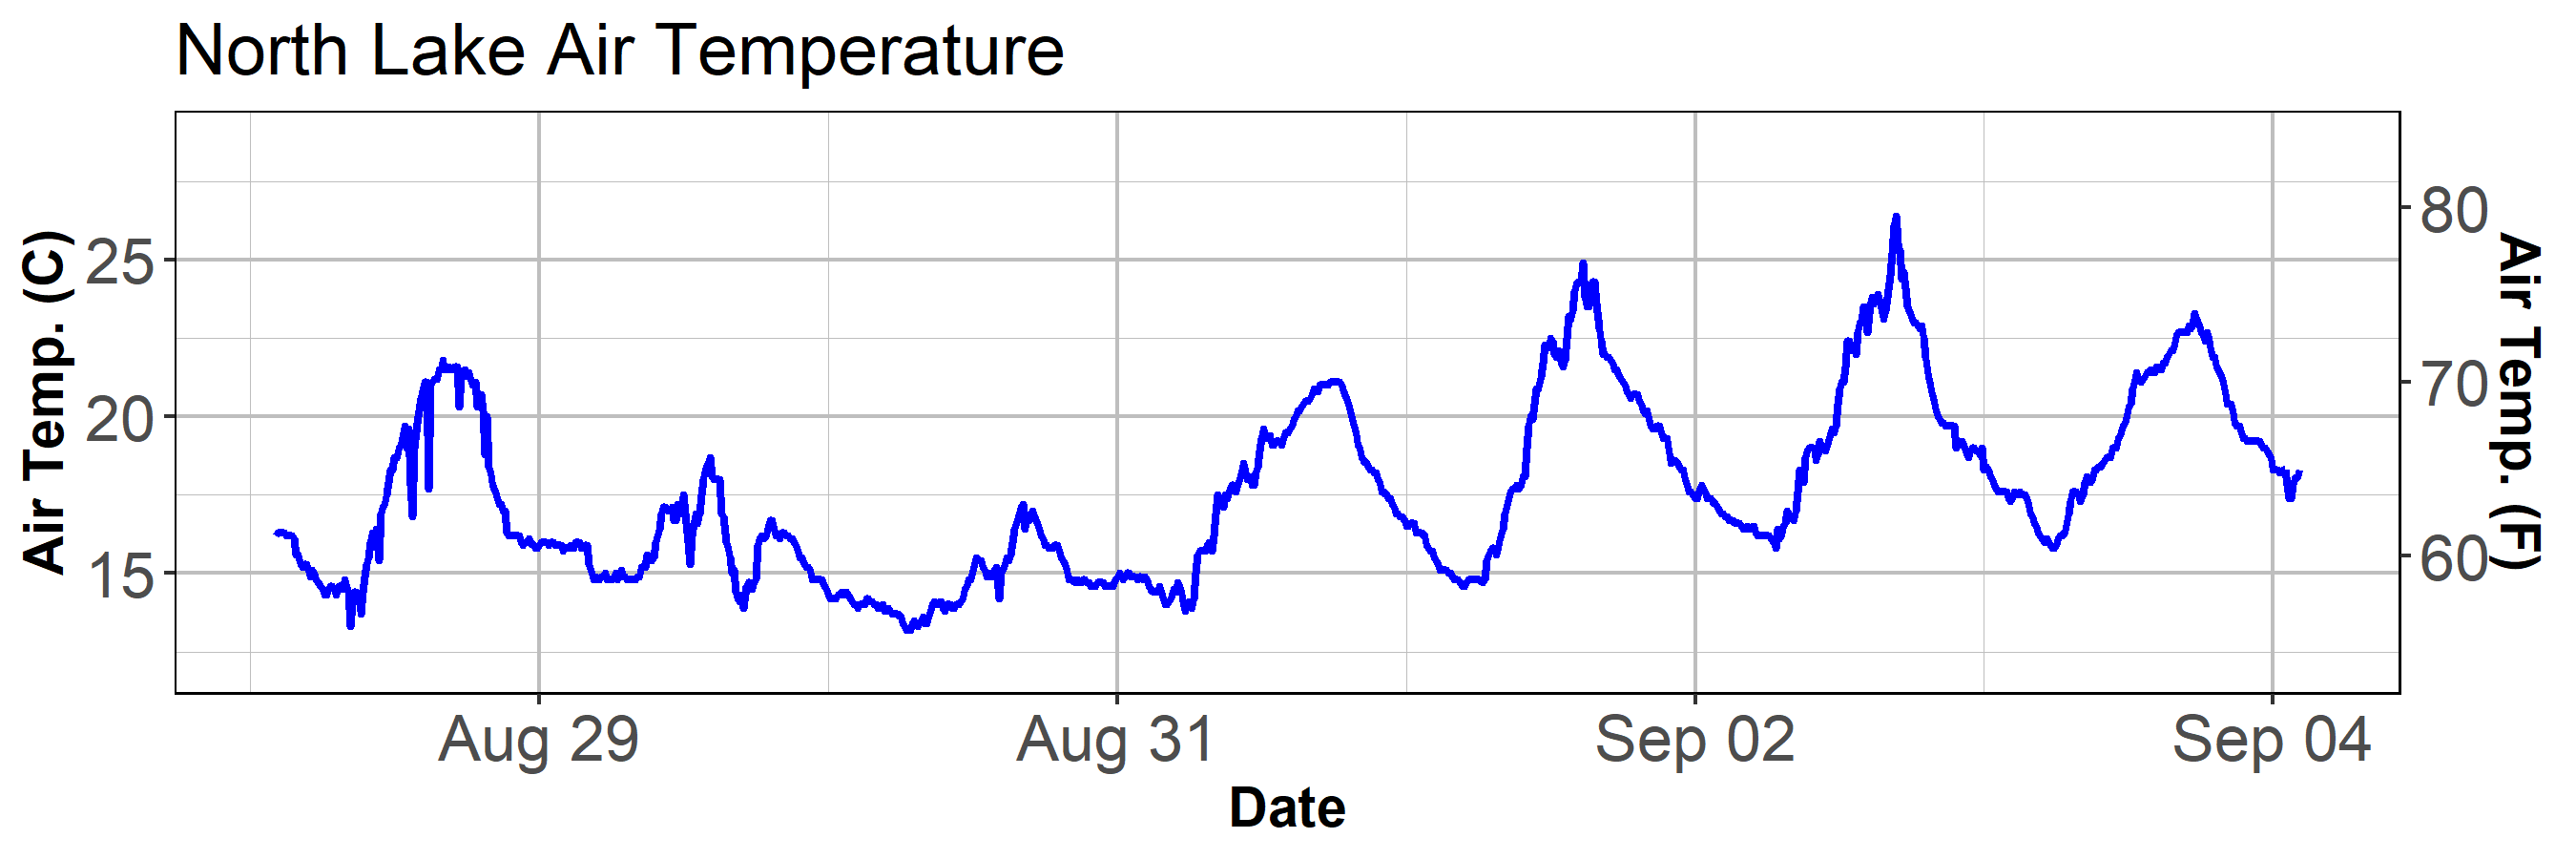 North Lake Air Temperature
Air Temp. (C)
25
20
15
80
70
60
Air Temp. (F)
Aug 29
Aug 31
Sep 02
Sep 04
Date